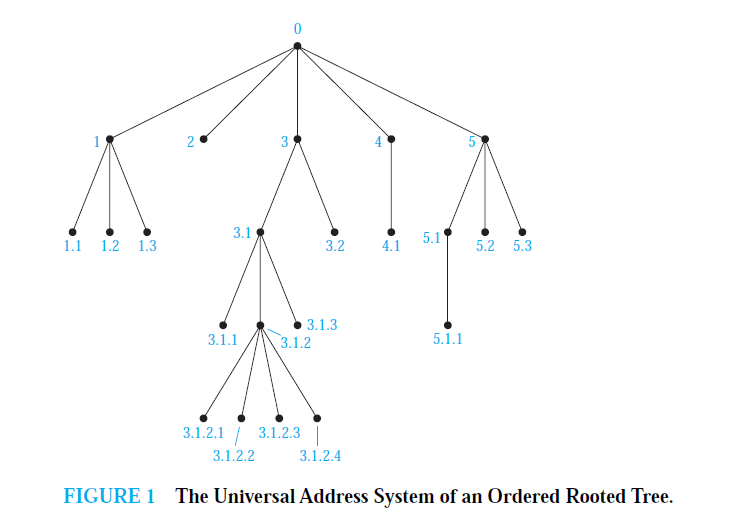 0
1 2 3 4 5
1.1 1.2 1.3 3.1 3.2 4.1 5.1 5.2 5.3
3.1.1 3.1.2 3.1.3 5.1.1
3.1.2.1 3.1.2.3
3.1.2.2 3.1.2.4
FIGURE 1 The Universal Address System of an Ordered Rooted Tree.